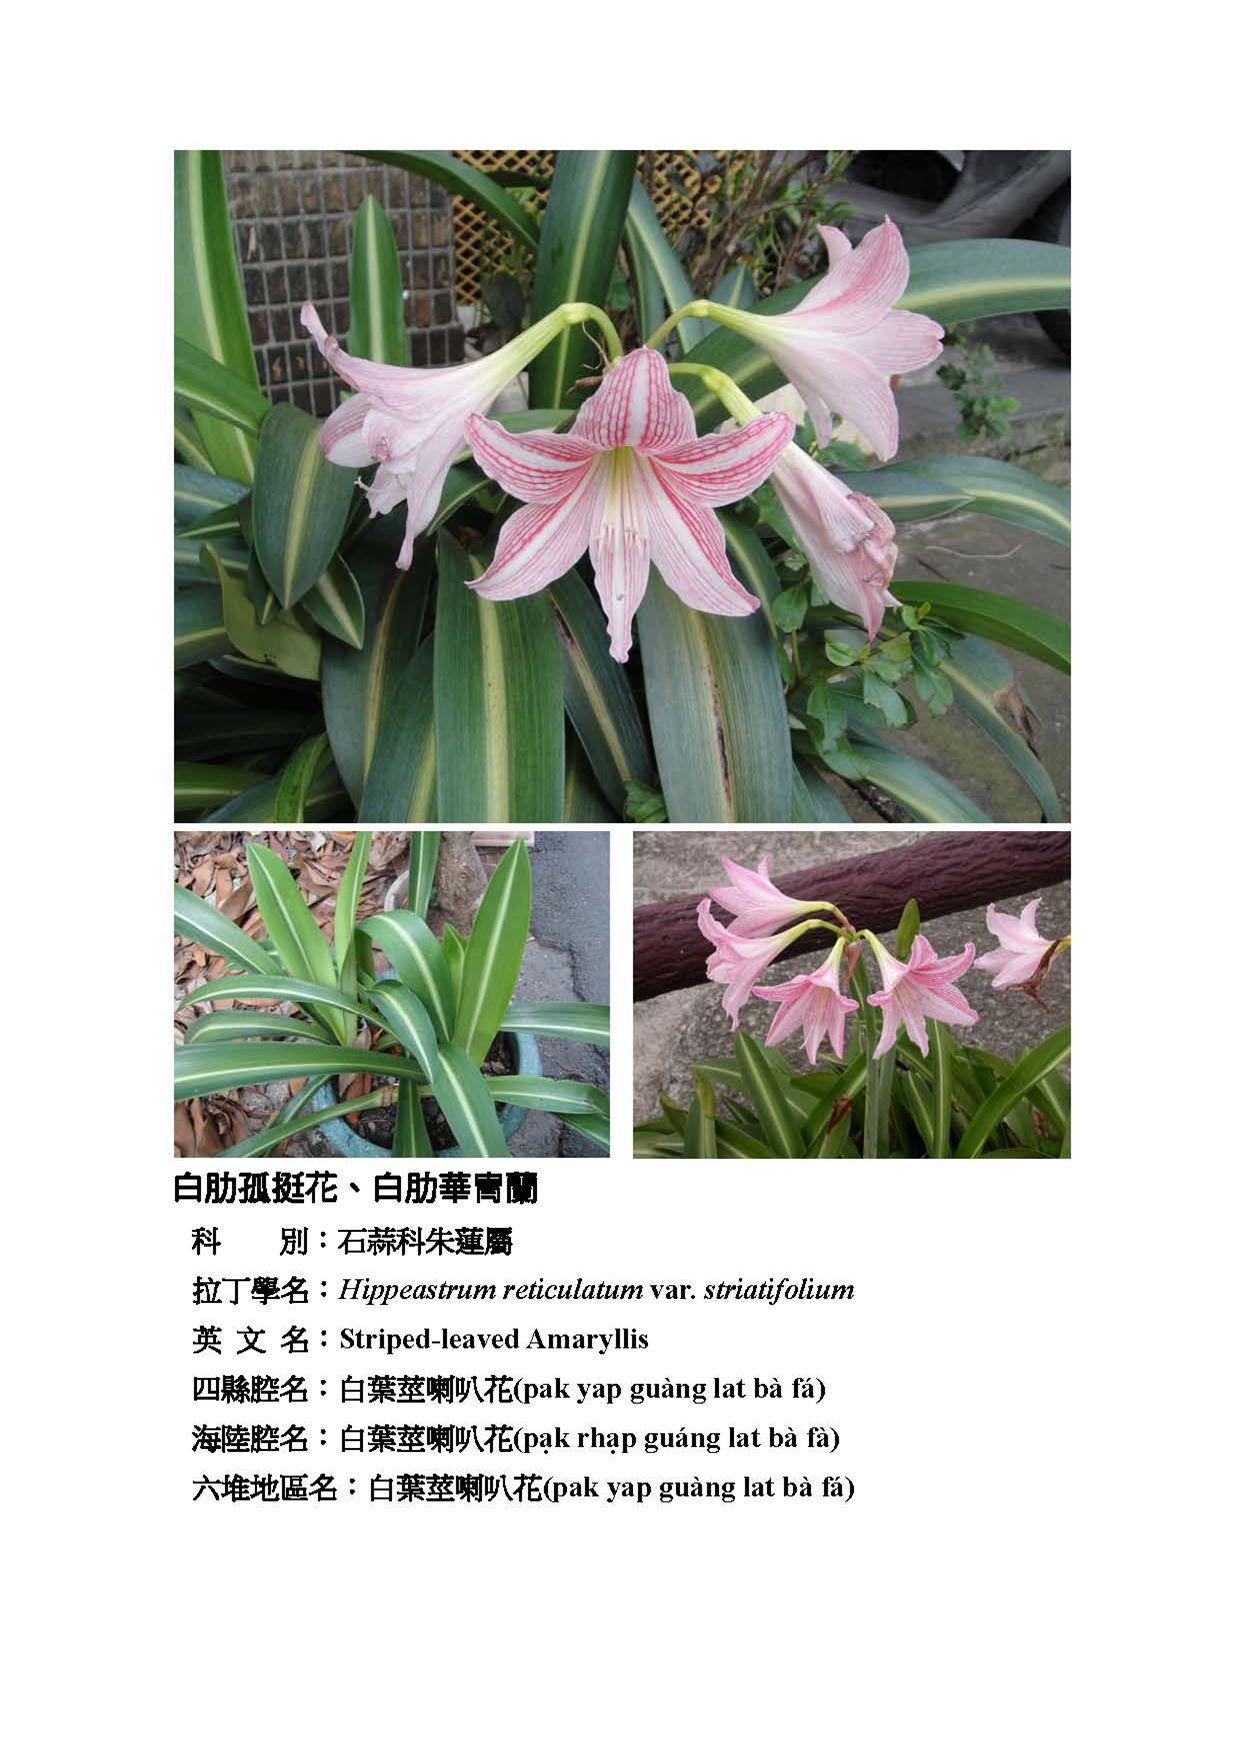 白肋孤挺花、白肋華胄蘭
科　　別：石蒜科朱蓮屬
拉丁學名：Hippeastrum reticulatum var. striatifolium
英 文 名：Striped-leaved Amaryllis
四縣腔名：白葉莖喇叭花(pak yap guàng lat bà fá)
海陸腔名：白葉莖喇叭花(pạk rhạp guáng lat bà fà)
六堆地區名：白葉莖喇叭花(pak yap guàng lat bà fá)